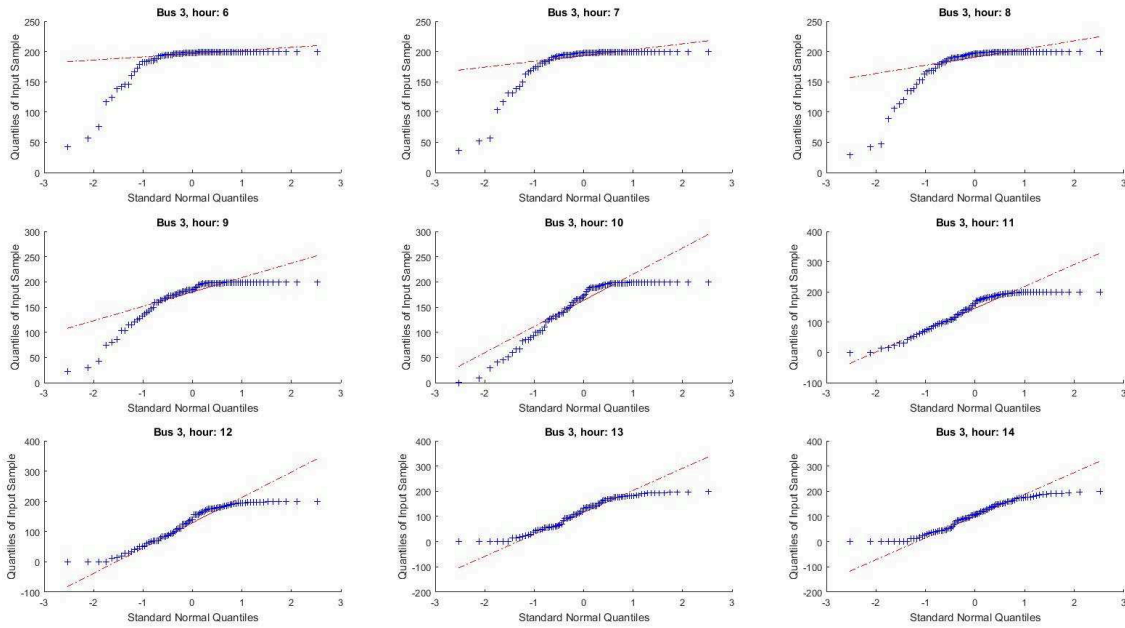 Bus 3, hour: 6
Bus 3, hour: 7
Bus 3, hour: 8
250
200
150
100
50
0
Quantiles of Input Sample
-3 -2 -1 0 1 2 3
Standard Normal Quantiles
250
200
150
100
50
0
Quantiles of Input Sample
-3 -2 -1 0 1 2 3
Standard Normal Quantiles
250
200
150
100
50
0
Quantiles of Input Sample
-3 -2 -1 0 1 2 3
Standard Normal Quantiles
Bus 3, hour: 9
Bus 3, hour: 10
Bus 3, hour: 11
300
250
200
150
100
50
0
Quantiles of Input Sample
-3 -2 -1 0 1 2 3
Standard Normal Quantiles
300
250
200
150
100
50
0
Quantiles of Input Sample
-3 -2 -1 0 1 2 3
Standard Normal Quantiles
400
300
200
100
0
-100
Quantiles of Input Sample
-3 -2 -1 0 1 2 3
Standard Normal Quantiles
Bus 3, hour: 12
Bus 3, hour: 13
Bus 3, hour: 14
400
300
200
100
0
-100
Quantiles of Input Sample
-3 -2 -1 0 1 2 3
Standard Normal Quantiles
400
300
200
100
0
-100
-200
Quantiles of Input Sample
-3 -2 -1 0 1 2 3
Standard Normal Quantiles
400
300
200
100
0
-100
-200
Quantiles of Input Sample
-3 -2 -1 0 1 2 3
Standard Normal Quantiles